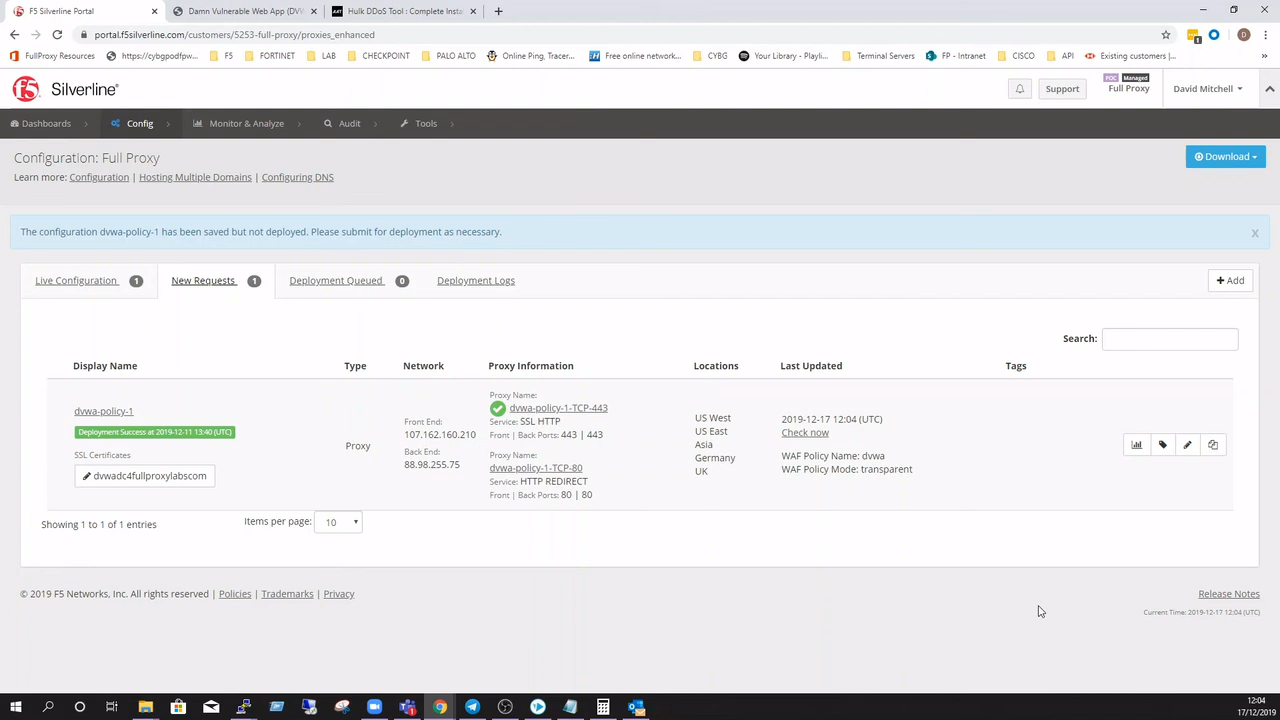 F5 Silverline Portal
Damn Vulnerable Web App (DV
Hulk DDoS Tool : Complete Insta
portal.f5silverline.com/customers/5253-full-proxy/proxies_enhanced
FullProxy Resources
https://cybgpodfpw...
F5
FORTINET
LAB
CHECKPOINT
PALO ALTO
Online Ping, Tracer...
Free online network...
CYBG
Your Library - Playli...
Terminal Servers
FP - Intranet
CISCO
API
Existing customers |...
»
f5 Silverline®
Support
POC Managed
Full Proxy
David Mitchell
Dashboards
Config
Monitor & Analyze
Audit
Tools
Configuration: Full Proxy
Download
Learn more: Configuration | Hosting Multiple Domains | Configuring DNS
The configuration dvwa-policy-1 has been saved but not deployed. Please submit for deployment as necessary.
x
Live Configuration 1
New Requests 1
Deployment Queued 0
Deployment Logs
+ Add
Search:
Display Name Type Network Proxy Information Locations Last Updated Tags
dvwa-policy-1
Deployment Success at 2019-12-11 13:40 (UTC)
SSL Certificates
dvwadc4fullproxylabscom
Proxy
Front End:
107.162.160.210
Back End:
88.98.255.75
Proxy Name:
dvwa-policy-1-TCP-443
Service: SSL HTTP
Front | Back Ports: 443 | 443
Proxy Name:
dvwa-policy-1-TCP-80
Service: HTTP REDIRECT
Front | Back Ports: 80 | 80
US West
US East
Asia
Germany
UK
2019-12-17 12:04 (UTC)
Check now
WAF Policy Name: dvwa
WAF Policy Mode: transparent
Showing 1 to 1 of 1 entries
Items per page: 10
© 2019 F5 Networks, Inc. All rights reserved | Policies | Trademarks | Privacy
Release Notes
Current Time: 2019-12-17 12:04 (UTC)
12:04
17/12/2019